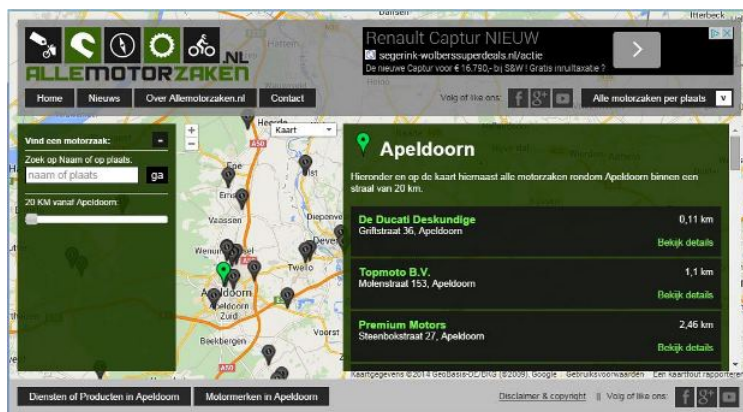 Itterbeck
ALLEMOTORZAKEN.NL
Renault Captur NIEUW
segerink-wolberssuperdeals.nl/actie
De nieuwe Captur voor € 16.790,- bij S&W ! Gratis inruiltaxatie ?
Home
Nieuws
Over Allemotorzaken.nl
Contact
Volg of like ons:
Alle motorzaken per plaats
v
Vind een motorzaak:
-
Zoek op Naam of op plaats.
naam of plaats
ga
20 KM vanaf Apeldoorn:
+
-
Kaart
Heerde
A50
Vaassen
Twello
Apeldoorn
Apeldoorn
Zuid
Beekbergen
Voorst
A50
Apeldoorn
Hieronder en op de kaart hiernaast alle motorzaken rondom Apeldoorn binnen een
straal van 20 km.
De Ducati Deskundige
0,11 km
Griftstraat 36, Apeldoorn
Bekijk details
Topmoto B.V.
1,1 km
Molenstraat 153, Apeldoorn
Bekijk details
Premium Motors
2,46 km
Steenbokstraat 27, Apeldoorn
Bekijk details
Kaartgegevens ©2014 GeoBasis-DE/BKG (©2009), Google
Gebruiksvoorwaarden
Een kaartfout rapporteren
Diensten of Producten in Apeldoorn
Motormerken in Apeldoorn
Disclaimer & copyright
||
Volg of like ons: